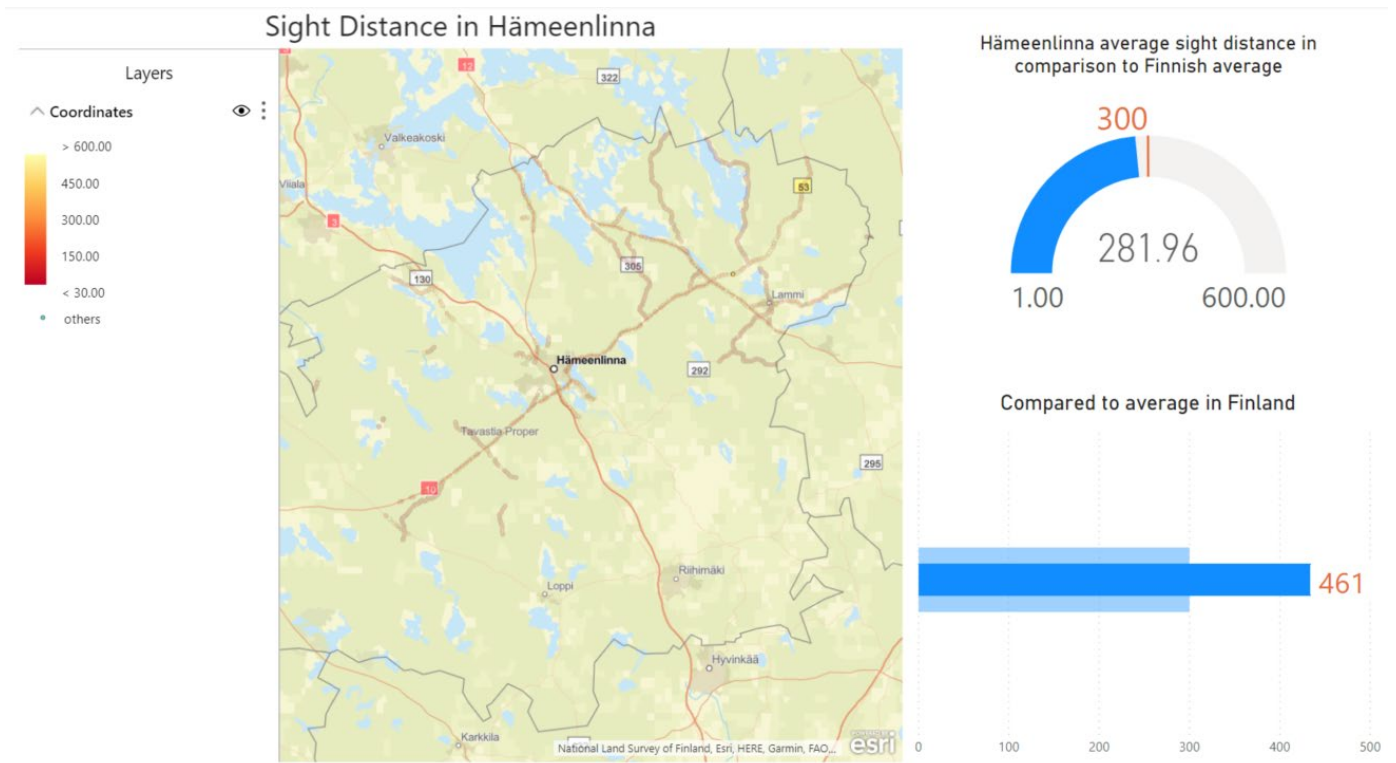 Sight Distance in Hämeenlinna
Layers
Coordinates
> 600.00
450.00
300.00
150.00
< 30.00
others
12
322
Valkeakoski
Viiala
53
3
305
130
Lammi
Hämeenlinna
292
Tavastia Proper
295
10
Riihimäki
Loppi
Hyvinkää
Karkkila
National Land Survey of Finland, Esri, HERE, Garmin, FAO...
esri
Hämeenlinna average sight distance in
comparison to Finnish average
300
281.96
1.00
600.00
Compared to average in Finland
461
0
100
200
300
400
500